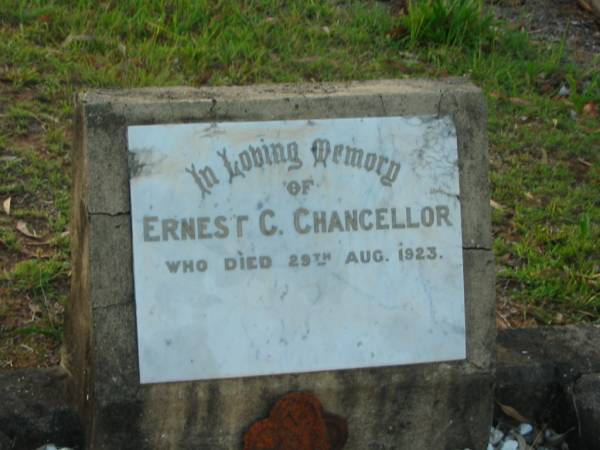 In Loving Memory
OF
ERNEST C. CHANCELLOR
WHO DIED 29TH AUG. 1923.